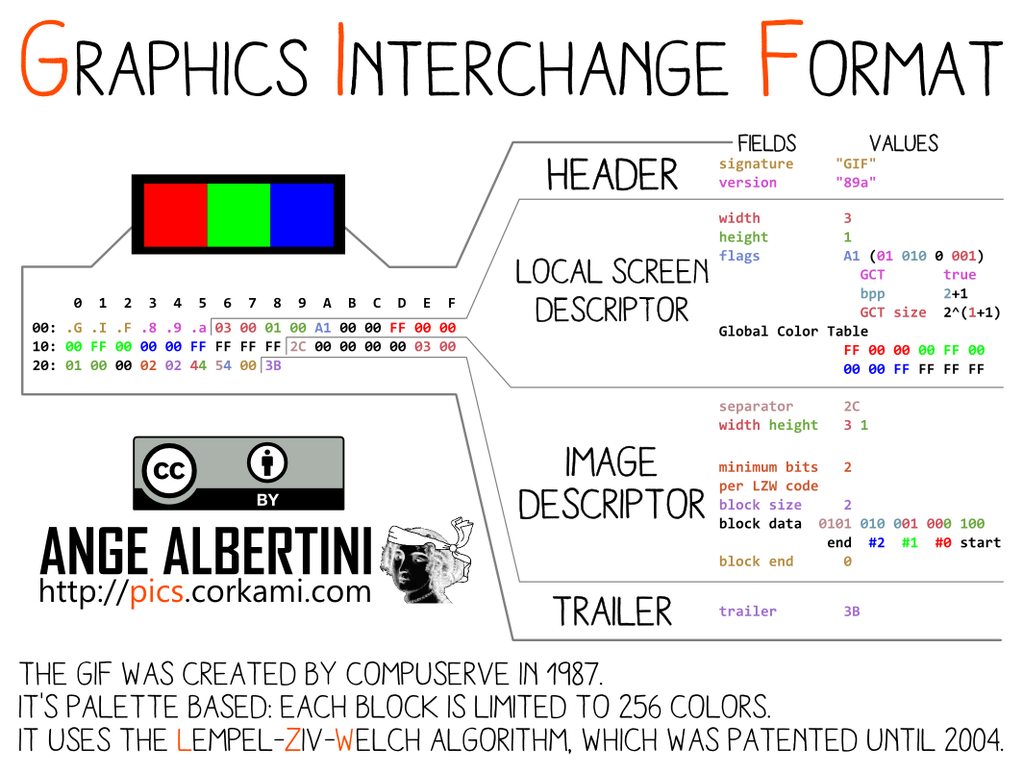 GRAPHICS INTERCHANGE FORMAT
FIELDS VALUES
HEADER
signature "GIF"
version "89a"
LOCAL SCREEN
DESCRIPTOR
width 3
height 1
flags A1 (01 010 0 001)
GCT true
bpp 2+1
GCT size 2^(1+1)
Global Color Table
FF 00 00 00 FF 00
00 00 FF FF FF FF
0 1 2 3 4 5 6 7 8 9 A B C D E F
00: .G .I .F .8 .9 .a 03 00 01 00 A1 00 00 FF 00 00
10: 00 FF 00 00 00 FF FF FF FF 2C 00 00 00 00 03 00
20: 01 00 00 02 02 44 54 00 3B
IMAGE
DESCRIPTOR
separator 2C
width height 3 1
minimum bits 2
per LZW code
block size 2
block data 0101 010 001 000 100
end #2 #1 #0 start
block end 0
TRAILER
trailer 3B
CC
BY
ANGE ALBERTINI
http://pics.corkami.com
THE GIF WAS CREATED BY COMPUSERVE IN 1987.
IT'S PALETTE BASED: EACH BLOCK IS LIMITED TO 256 COLORS.
IT USES THE LEMPEL-ZIV-WELCH ALGORITHM, WHICH WAS PATENTED UNTIL 2004.